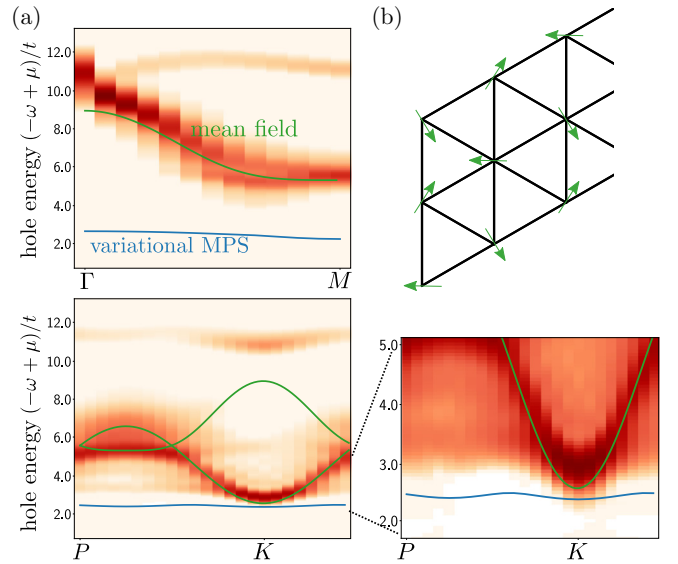 (a)
(b)
hole energy (−ω + μ)/t
12.0
10.0
8.0
6.0
4.0
2.0
mean field
variational MPS
Γ
M
hole energy (−ω + μ)/t
12.0
10.0
8.0
6.0
4.0
2.0
P
K
5.0
4.0
3.0
2.0
P
K